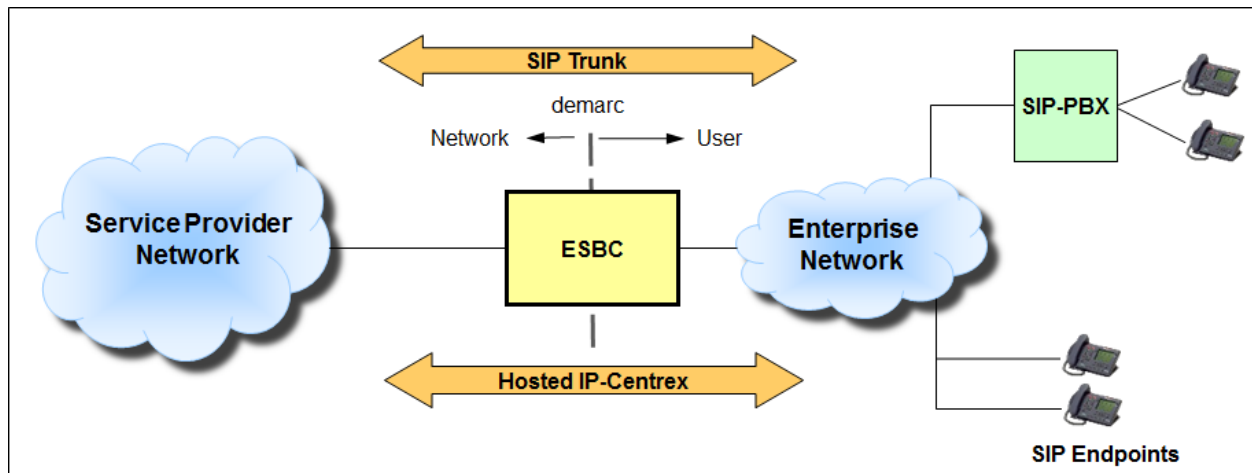 SIP Trunk
demarc
Network
User
SIP-PBX
Service Provider
Network
ESBC
Enterprise
Network
Hosted IP-Centrex
SIP Endpoints